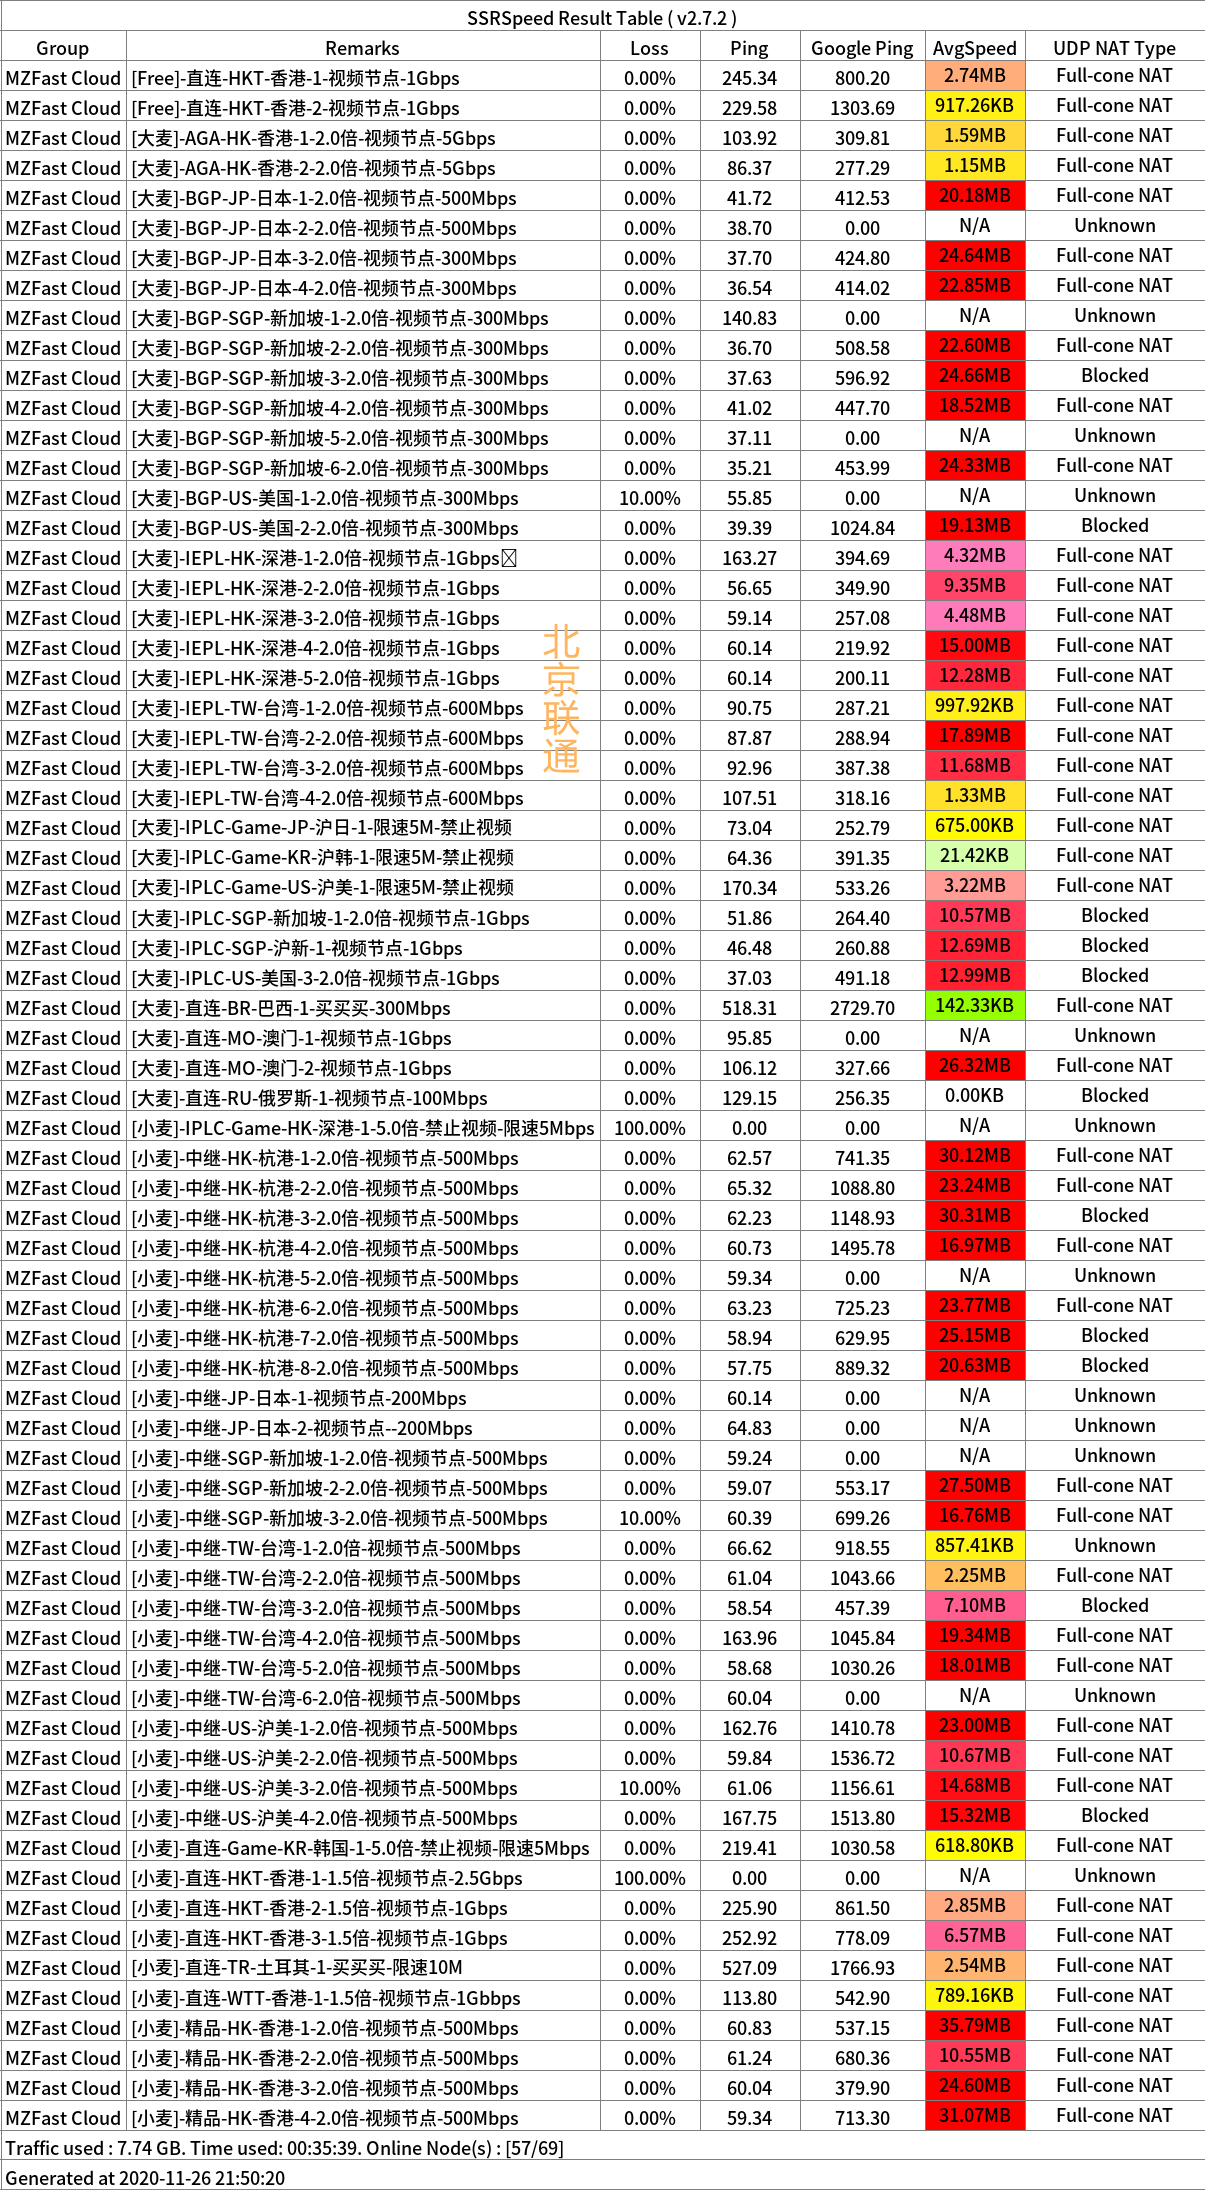 SSRSpeed Result Table ( v2.7.2 )
Group Remarks Loss Ping Google Ping AvgSpeed UDP NAT Type
MZFast Cloud [Free]-直连-HKT-香港-1-视频节点-1Gbps 0.00% 245.34 800.20 2.74MB Full-cone NAT
MZFast Cloud [Free]-直连-HKT-香港-2-视频节点-1Gbps 0.00% 229.58 1303.69 917.26KB Full-cone NAT
MZFast Cloud [大麦]-AGA-HK-香港-1-2.0倍-视频节点-5Gbps 0.00% 103.92 309.81 1.59MB Full-cone NAT
MZFast Cloud [大麦]-AGA-HK-香港-2-2.0倍-视频节点-5Gbps 0.00% 86.37 277.29 1.15MB Full-cone NAT
MZFast Cloud [大麦]-BGP-JP-日本-1-2.0倍-视频节点-500Mbps 0.00% 41.72 412.53 20.18MB Full-cone NAT
MZFast Cloud [大麦]-BGP-JP-日本-2-2.0倍-视频节点-500Mbps 0.00% 38.70 0.00 N/A Unknown
MZFast Cloud [大麦]-BGP-JP-日本-3-2.0倍-视频节点-300Mbps 0.00% 37.70 424.80 24.64MB Full-cone NAT
MZFast Cloud [大麦]-BGP-JP-日本-4-2.0倍-视频节点-300Mbps 0.00% 36.54 414.02 22.85MB Full-cone NAT
MZFast Cloud [大麦]-BGP-SGP-新加坡-1-2.0倍-视频节点-300Mbps 0.00% 140.83 0.00 N/A Unknown
MZFast Cloud [大麦]-BGP-SGP-新加坡-2-2.0倍-视频节点-300Mbps 0.00% 36.70 508.58 22.60MB Full-cone NAT
MZFast Cloud [大麦]-BGP-SGP-新加坡-3-2.0倍-视频节点-300Mbps 0.00% 37.63 596.92 24.66MB Blocked
MZFast Cloud [大麦]-BGP-SGP-新加坡-4-2.0倍-视频节点-300Mbps 0.00% 41.02 447.70 18.52MB Full-cone NAT
MZFast Cloud [大麦]-BGP-SGP-新加坡-5-2.0倍-视频节点-300Mbps 0.00% 37.11 0.00 N/A Unknown
MZFast Cloud [大麦]-BGP-SGP-新加坡-6-2.0倍-视频节点-300Mbps 0.00% 35.21 453.99 24.33MB Full-cone NAT
MZFast Cloud [大麦]-BGP-US-美国-1-2.0倍-视频节点-300Mbps 10.00% 55.85 0.00 N/A Unknown
MZFast Cloud [大麦]-BGP-US-美国-2-2.0倍-视频节点-300Mbps 0.00% 39.39 1024.84 19.13MB Blocked
MZFast Cloud [大麦]-IEPL-HK-深港-1-2.0倍-视频节点-1Gbps 0.00% 163.27 394.69 4.32MB Full-cone NAT
MZFast Cloud [大麦]-IEPL-HK-深港-2-2.0倍-视频节点-1Gbps 0.00% 56.65 349.90 9.35MB Full-cone NAT
MZFast Cloud [大麦]-IEPL-HK-深港-3-2.0倍-视频节点-1Gbps 0.00% 59.14 257.08 4.48MB Full-cone NAT
MZFast Cloud [大麦]-IEPL-HK-深港-4-2.0倍-视频节点-1Gbps 0.00% 60.14 219.92 15.00MB Full-cone NAT
MZFast Cloud [大麦]-IEPL-HK-深港-5-2.0倍-视频节点-1Gbps 0.00% 60.14 200.11 12.28MB Full-cone NAT
MZFast Cloud [大麦]-IEPL-TW-台湾-1-2.0倍-视频节点-600Mbps 0.00% 90.75 287.21 997.92KB Full-cone NAT
MZFast Cloud [大麦]-IEPL-TW-台湾-2-2.0倍-视频节点-600Mbps 0.00% 87.87 288.94 17.89MB Full-cone NAT
MZFast Cloud [大麦]-IEPL-TW-台湾-3-2.0倍-视频节点-600Mbps 0.00% 92.96 387.38 11.68MB Full-cone NAT
北京联通
MZFast Cloud [大麦]-IEPL-TW-台湾-4-2.0倍-视频节点-600Mbps 0.00% 107.51 318.16 1.33MB Full-cone NAT
MZFast Cloud [大麦]-IPLC-Game-JP-沪日-1-限速5M-禁止视频 0.00% 73.04 252.79 675.00KB Full-cone NAT
MZFast Cloud [大麦]-IPLC-Game-KR-沪韩-1-限速5M-禁止视频 0.00% 64.36 391.35 21.42KB Full-cone NAT
MZFast Cloud [大麦]-IPLC-Game-US-沪美-1-限速5M-禁止视频 0.00% 170.34 533.26 3.22MB Full-cone NAT
MZFast Cloud [大麦]-IPLC-SGP-新加坡-1-2.0倍-视频节点-1Gbps 0.00% 51.86 264.40 10.57MB Blocked
MZFast Cloud [大麦]-IPLC-SGP-沪新-1-视频节点-1Gbps 0.00% 46.48 260.88 12.69MB Blocked
MZFast Cloud [大麦]-IPLC-US-美国-3-2.0倍-视频节点-1Gbps 0.00% 37.03 491.18 12.99MB Blocked
MZFast Cloud [大麦]-直连-BR-巴西-1-买买买-300Mbps 0.00% 518.31 2729.70 142.33KB Full-cone NAT
MZFast Cloud [大麦]-直连-MO-澳门-1-视频节点-1Gbps 0.00% 95.85 0.00 N/A Unknown
MZFast Cloud [大麦]-直连-MO-澳门-2-视频节点-1Gbps 0.00% 106.12 327.66 26.32MB Full-cone NAT
MZFast Cloud [大麦]-直连-RU-俄罗斯-1-视频节点-100Mbps 0.00% 129.15 256.35 0.00KB Blocked
MZFast Cloud [小麦]-IPLC-Game-HK-深港-1-5.0倍-禁止视频-限速5Mbps 100.00% 0.00 0.00 N/A Unknown
MZFast Cloud [小麦]-中继-HK-杭港-1-2.0倍-视频节点-500Mbps 0.00% 62.57 741.35 30.12MB Full-cone NAT
MZFast Cloud [小麦]-中继-HK-杭港-2-2.0倍-视频节点-500Mbps 0.00% 65.32 1088.80 23.24MB Full-cone NAT
MZFast Cloud [小麦]-中继-HK-杭港-3-2.0倍-视频节点-500Mbps 0.00% 62.23 1148.93 30.31MB Blocked
MZFast Cloud [小麦]-中继-HK-杭港-4-2.0倍-视频节点-500Mbps 0.00% 60.73 1495.78 16.97MB Full-cone NAT
MZFast Cloud [小麦]-中继-HK-杭港-5-2.0倍-视频节点-500Mbps 0.00% 59.34 0.00 N/A Unknown
MZFast Cloud [小麦]-中继-HK-杭港-6-2.0倍-视频节点-500Mbps 0.00% 63.23 725.23 23.77MB Full-cone NAT
MZFast Cloud [小麦]-中继-HK-杭港-7-2.0倍-视频节点-500Mbps 0.00% 58.94 629.95 25.15MB Blocked
MZFast Cloud [小麦]-中继-HK-杭港-8-2.0倍-视频节点-500Mbps 0.00% 57.75 889.32 20.63MB Blocked
MZFast Cloud [小麦]-中继-JP-日本-1-视频节点-200Mbps 0.00% 60.14 0.00 N/A Unknown
MZFast Cloud [小麦]-中继-JP-日本-2-视频节点--200Mbps 0.00% 64.83 0.00 N/A Unknown
MZFast Cloud [小麦]-中继-SGP-新加坡-1-2.0倍-视频节点-500Mbps 0.00% 59.24 0.00 N/A Unknown
MZFast Cloud [小麦]-中继-SGP-新加坡-2-2.0倍-视频节点-500Mbps 0.00% 59.07 553.17 27.50MB Full-cone NAT
MZFast Cloud [小麦]-中继-SGP-新加坡-3-2.0倍-视频节点-500Mbps 10.00% 60.39 699.26 16.76MB Full-cone NAT
MZFast Cloud [小麦]-中继-TW-台湾-1-2.0倍-视频节点-500Mbps 0.00% 66.62 918.55 857.41KB Unknown
MZFast Cloud [小麦]-中继-TW-台湾-2-2.0倍-视频节点-500Mbps 0.00% 61.04 1043.66 2.25MB Full-cone NAT
MZFast Cloud [小麦]-中继-TW-台湾-3-2.0倍-视频节点-500Mbps 0.00% 58.54 457.39 7.10MB Blocked
MZFast Cloud [小麦]-中继-TW-台湾-4-2.0倍-视频节点-500Mbps 0.00% 163.96 1045.84 19.34MB Full-cone NAT
MZFast Cloud [小麦]-中继-TW-台湾-5-2.0倍-视频节点-500Mbps 0.00% 58.68 1030.26 18.01MB Full-cone NAT
MZFast Cloud [小麦]-中继-TW-台湾-6-2.0倍-视频节点-500Mbps 0.00% 60.04 0.00 N/A Unknown
MZFast Cloud [小麦]-中继-US-沪美-1-2.0倍-视频节点-500Mbps 0.00% 162.76 1410.78 23.00MB Full-cone NAT
MZFast Cloud [小麦]-中继-US-沪美-2-2.0倍-视频节点-500Mbps 0.00% 59.84 1536.72 10.67MB Full-cone NAT
MZFast Cloud [小麦]-中继-US-沪美-3-2.0倍-视频节点-500Mbps 10.00% 61.06 1156.61 14.68MB Full-cone NAT
MZFast Cloud [小麦]-中继-US-沪美-4-2.0倍-视频节点-500Mbps 0.00% 167.75 1513.80 15.32MB Blocked
MZFast Cloud [小麦]-直连-Game-KR-韩国-1-5.0倍-禁止视频-限速5Mbps 0.00% 219.41 1030.58 618.80KB Full-cone NAT
MZFast Cloud [小麦]-直连-HKT-香港-1-1.5倍-视频节点-2.5Gbps 100.00% 0.00 0.00 N/A Unknown
MZFast Cloud [小麦]-直连-HKT-香港-2-1.5倍-视频节点-1Gbps 0.00% 225.90 861.50 2.85MB Full-cone NAT
MZFast Cloud [小麦]-直连-HKT-香港-3-1.5倍-视频节点-1Gbps 0.00% 252.92 778.09 6.57MB Full-cone NAT
MZFast Cloud [小麦]-直连-TR-土耳其-1-买买买-限速10M 0.00% 527.09 1766.93 2.54MB Full-cone NAT
MZFast Cloud [小麦]-直连-WTT-香港-1-1.5倍-视频节点-1Gbbps 0.00% 113.80 542.90 789.16KB Full-cone NAT
MZFast Cloud [小麦]-精品-HK-香港-1-2.0倍-视频节点-500Mbps 0.00% 60.83 537.15 35.79MB Full-cone NAT
MZFast Cloud [小麦]-精品-HK-香港-2-2.0倍-视频节点-500Mbps 0.00% 61.24 680.36 10.55MB Full-cone NAT
MZFast Cloud [小麦]-精品-HK-香港-3-2.0倍-视频节点-500Mbps 0.00% 60.04 379.90 24.60MB Full-cone NAT
MZFast Cloud [小麦]-精品-HK-香港-4-2.0倍-视频节点-500Mbps 0.00% 59.34 713.30 31.07MB Full-cone NAT
Traffic used : 7.74 GB. Time used: 00:35:39. Online Node(s) : [57/69]
Generated at 2020-11-26 21:50:20